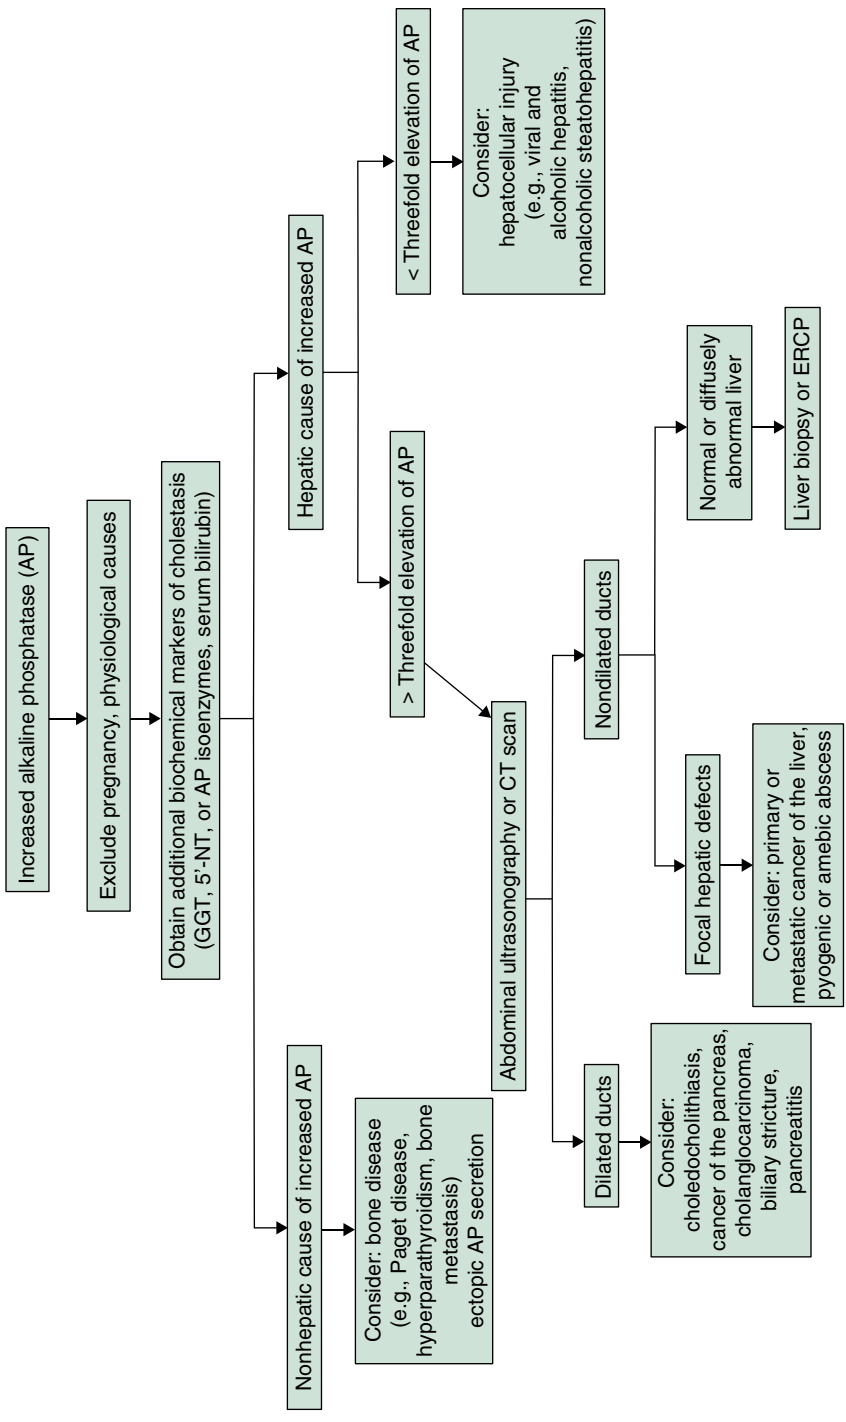 Increased alkaline phosphatase (AP)
Exclude pregnancy, physiological causes
Obtain additional biochemical markers of cholestasis
(GGT, 5’-NT, or AP isoenzymes, serum bilirubin)
Nonhepatic cause of increased AP
Consider: bone disease
(e.g., Paget disease,
hyperparathyroidism, bone
metastasis)
ectopic AP secretion
Hepatic cause of increased AP
> Threefold elevation of AP
< Threefold elevation of AP
Consider:
hepatocellular injury
(e.g., viral and
alcoholic hepatitis,
nonalcoholic steatohepatitis)
Abdominal ultrasonography or CT scan
Dilated ducts
Consider:
choledocholithiasis,
cancer of the pancreas,
cholanglocarcinoma,
biliary stricture,
pancreatitis
Nondilated ducts
Focal hepatic defects
Consider: primary or
metastatic cancer of the liver,
pyogenic or amebic abscess
Normal or diffusely
abnormal liver
Liver biopsy or ERCP